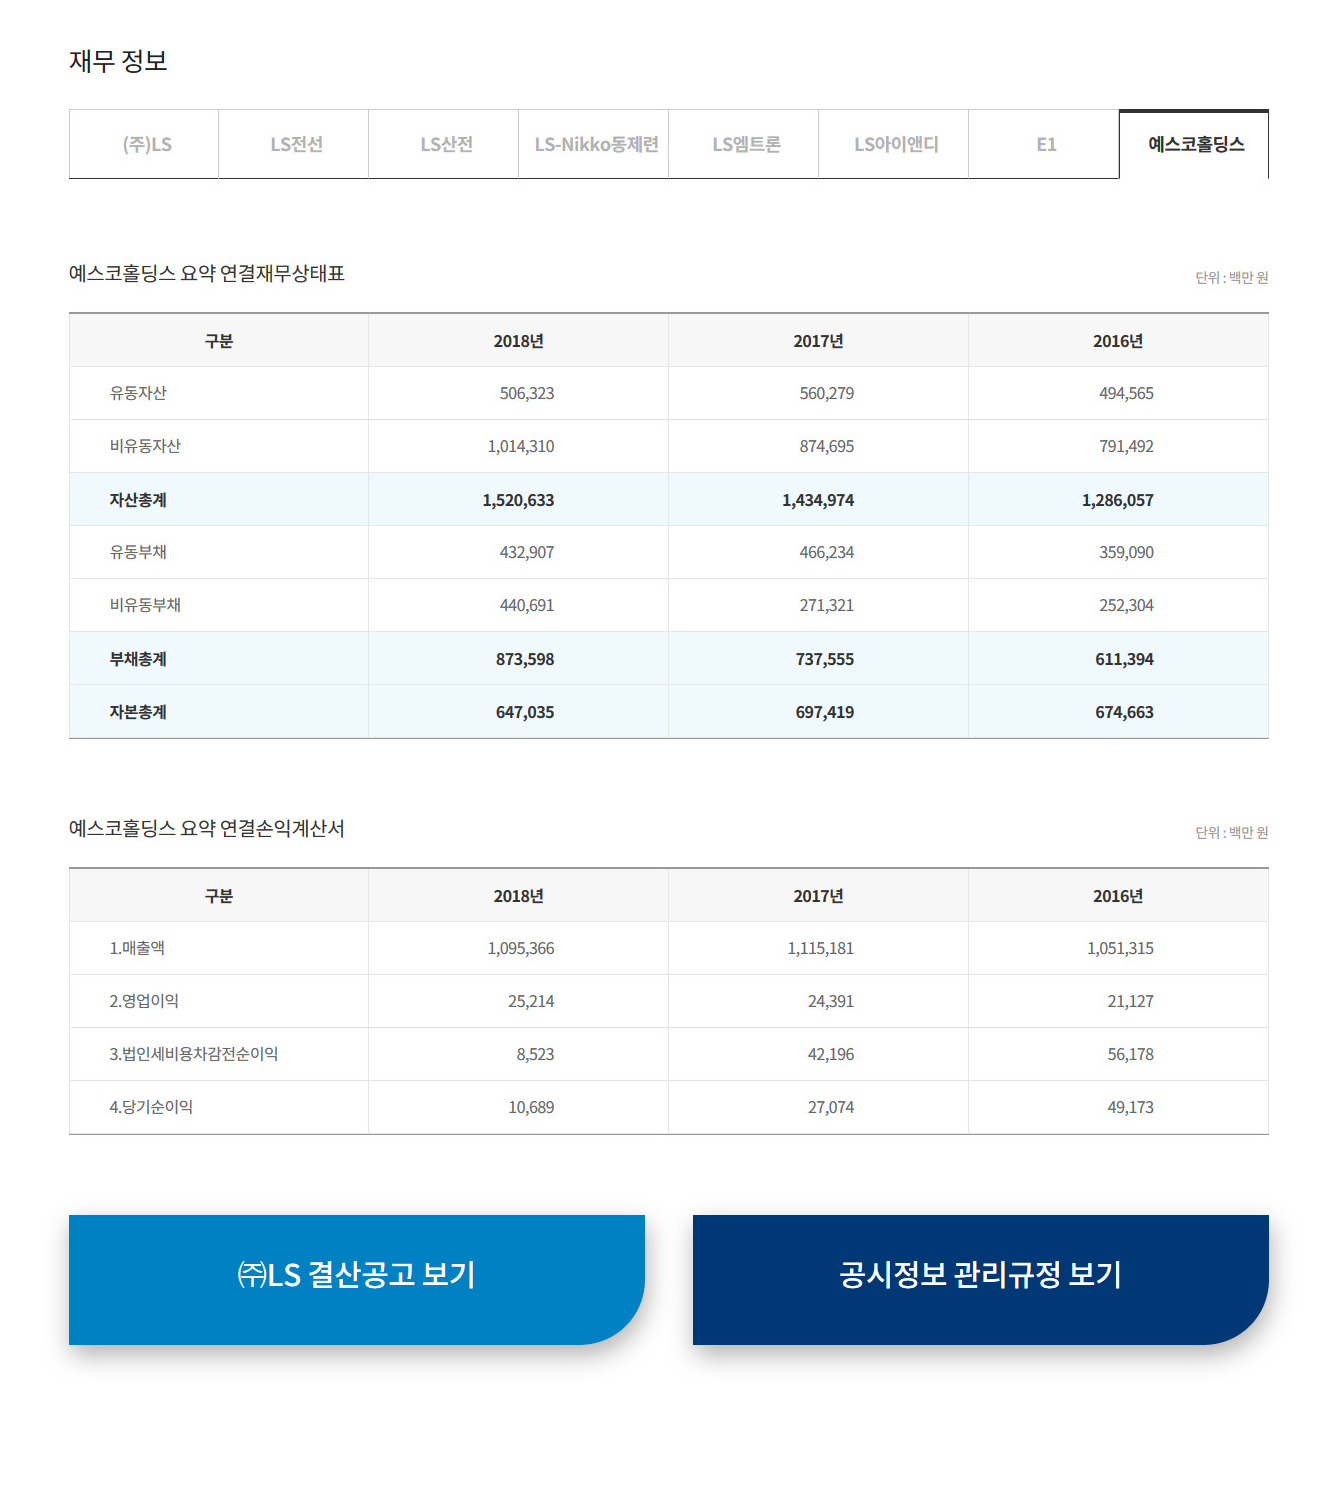 재무 정보
(주)LS LS전선 LS산전 LS-Nikko동제련 LS엠트론 LS아이앤디 E1 예스코홀딩스
예스코홀딩스 요약 연결재무상태표 단위 : 백만 원
구분 2018년 2017년 2016년
유동자산 506,323 560,279 494,565
비유동자산 1,014,310 874,695 791,492
자산총계 1,520,633 1,434,974 1,286,057
유동부채 432,907 466,234 359,090
비유동부채 440,691 271,321 252,304
부채총계 873,598 737,555 611,394
자본총계 647,035 697,419 674,663
예스코홀딩스 요약 연결손익계산서 단위 : 백만 원
구분 2018년 2017년 2016년
1.매출액 1,095,366 1,115,181 1,051,315
2.영업이익 25,214 24,391 21,127
3.법인세비용차감전순이익 8,523 42,196 56,178
4.당기순이익 10,689 27,074 49,173
㈜LS 결산공고 보기 공시정보 관리규정 보기